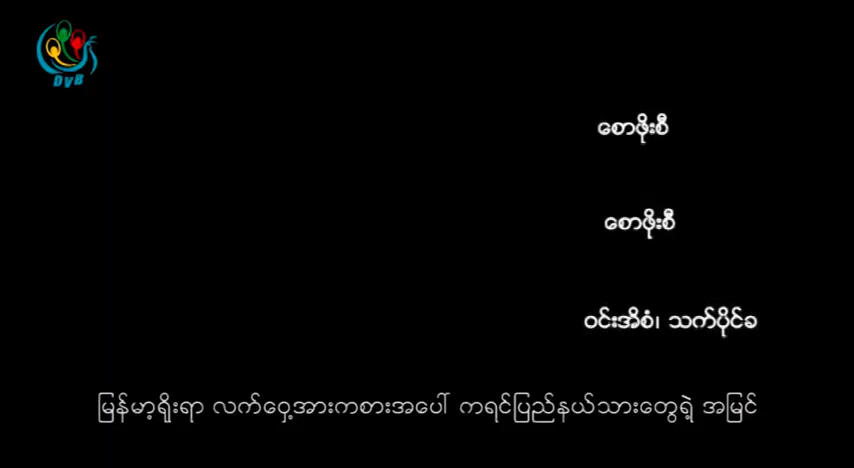 DVB
စောဖိုးစီ
စောဖိုးစီ
ဝင်းအိစံ၊ သက်ပိုင်ခ
မြန်မာ့ရိုးရာ လက်ဝှေ့အားကစားအပေါ် ကရင်ပြည်နယ်သားတွေရဲ့ အမြင်